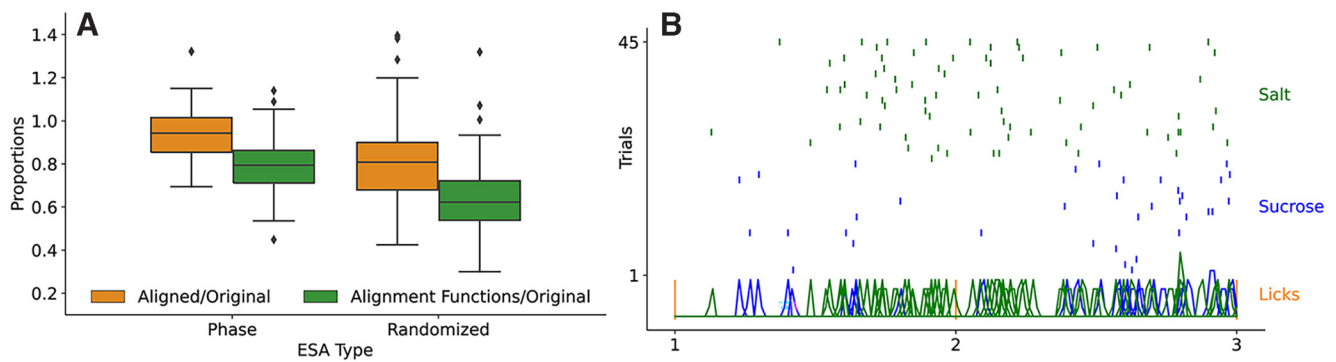 A
Proportions
1.4
1.2
1.0
0.8
0.6
0.4
0.2
Aligned/Original
Alignment Functions/Original
Phase
Randomized
ESA Type
B
Trials
45
1
Salt
Sucrose
Licks
1
2
3